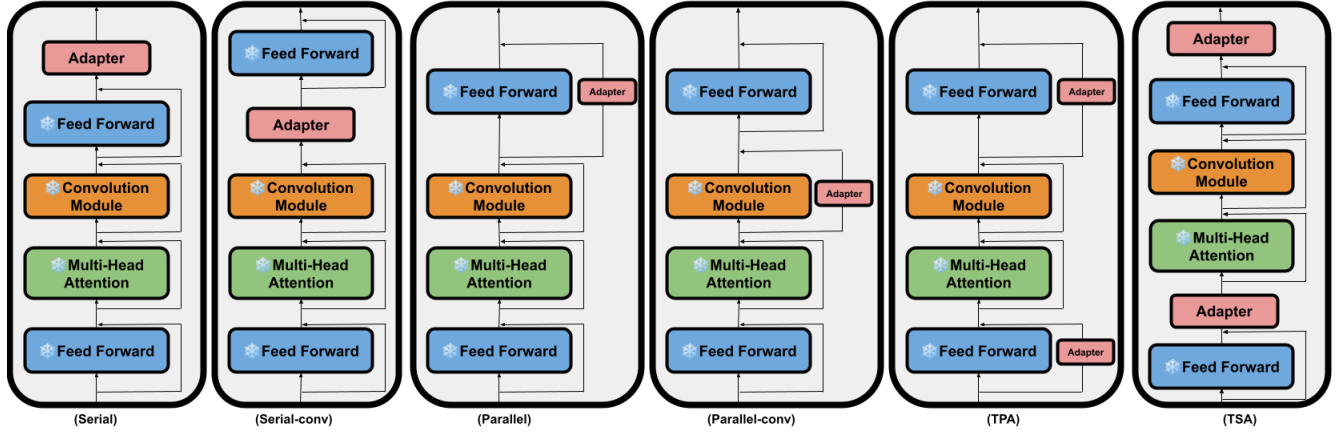 Adapter
Feed Forward
Convolution
Module
Multi-Head
Attention
Feed Forward
(Serial)
Feed Forward
Adapter
Convolution
Module
Multi-Head
Attention
Feed Forward
(Serial-conv)
Feed Forward
Adapter
Convolution
Module
Multi-Head
Attention
Feed Forward
(Parallel)
Feed Forward
Convolution
Module
Adapter
Multi-Head
Attention
Feed Forward
(Parallel-conv)
Feed Forward
Adapter
Convolution
Module
Multi-Head
Attention
Feed Forward
Adapter
(TPA)
Adapter
Feed Forward
Convolution
Module
Multi-Head
Attention
Adapter
Feed Forward
(TSA)